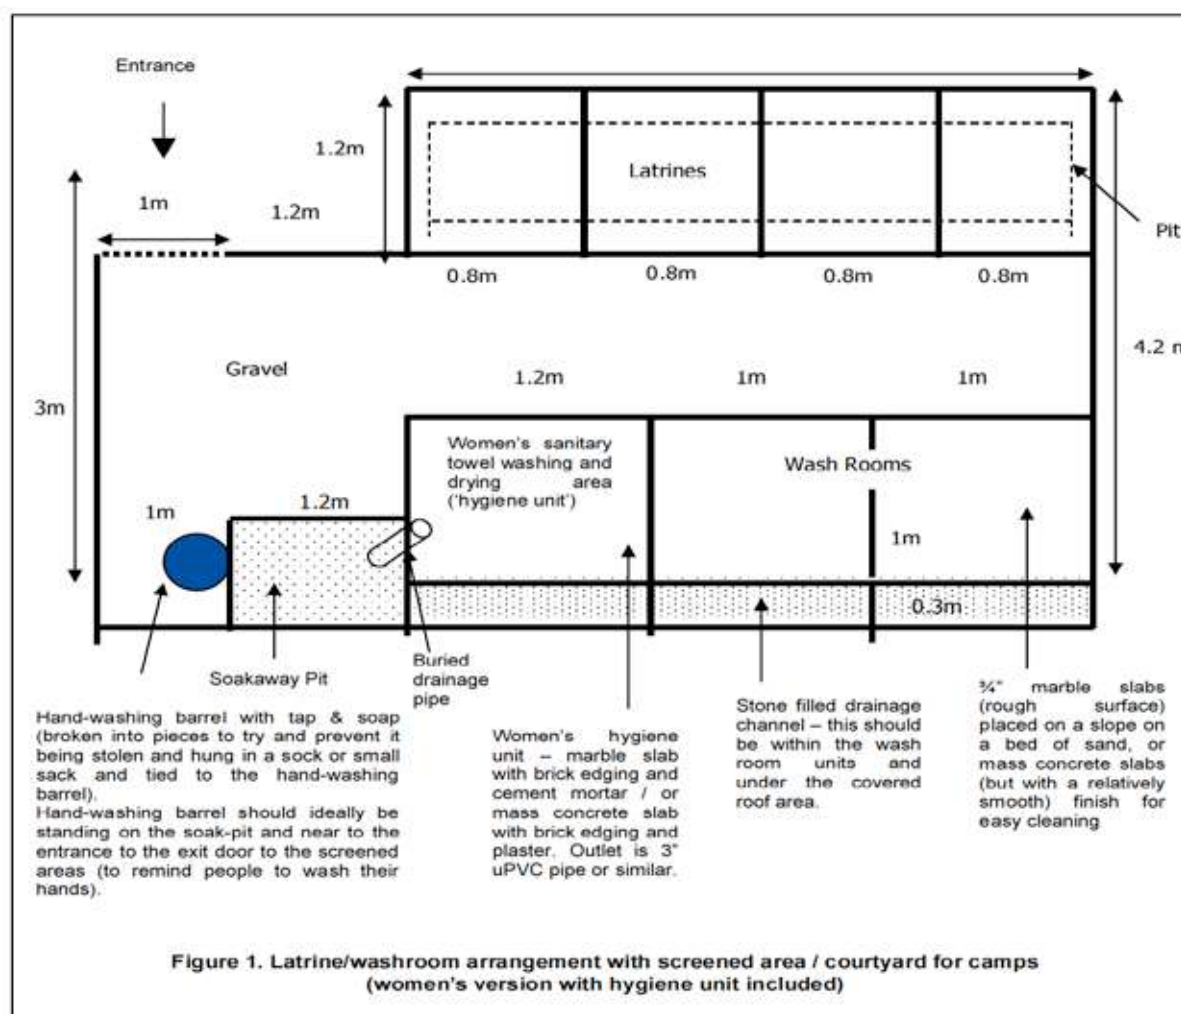 Entrance
1.2m
Latrines
1m
1.2m
Pit
0.8m
0.8m
0.8m
0.8m
4.2 m
Gravel
1.2m
1m
1m
3m
Women's sanitary
towel washing and
drying area
('hygiene unit')
Wash Rooms
1.2m
1m
1m
0.3m
Soakaway Pit
Buried
drainage
pipe
Hand-washing barrel with tap & soap
(broken into pieces to try and prevent it
being stolen and hung in a sock or small
sack and tied to the hand-washing
barrel).
Hand-washing barrel should ideally be
standing on the soak-pit and near to the
entrance to the exit door to the screened
areas (to remind people to wash their
hands).
Women's hygiene
unit – marble slab
with brick edging and
cement mortar / or
mass concrete slab
with brick edging and
plaster. Outlet is 3"
uPVC pipe or similar.
Stone filled drainage
channel – this should
be within the wash
room units and
under the covered
roof area.
¾" marble slabs
(rough surface)
placed on a slope on
a bed of sand, or
mass concrete slabs
(but with a relatively
smooth) finish for
easy cleaning
Figure 1. Latrine/washroom arrangement with screened area / courtyard for camps
(women's version with hygiene unit included)